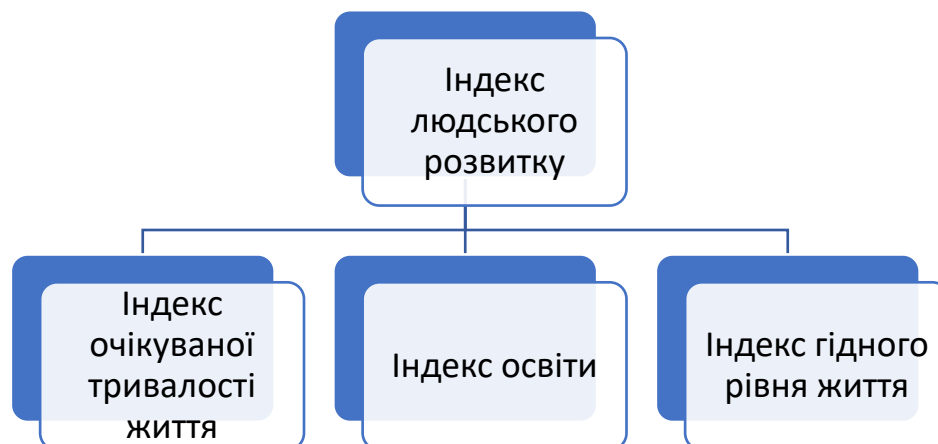 Індекс
людського
розвитку
Індекс
очікуваної
тривалості
життя
Індекс освіти
Індекс гідного
рівня життя